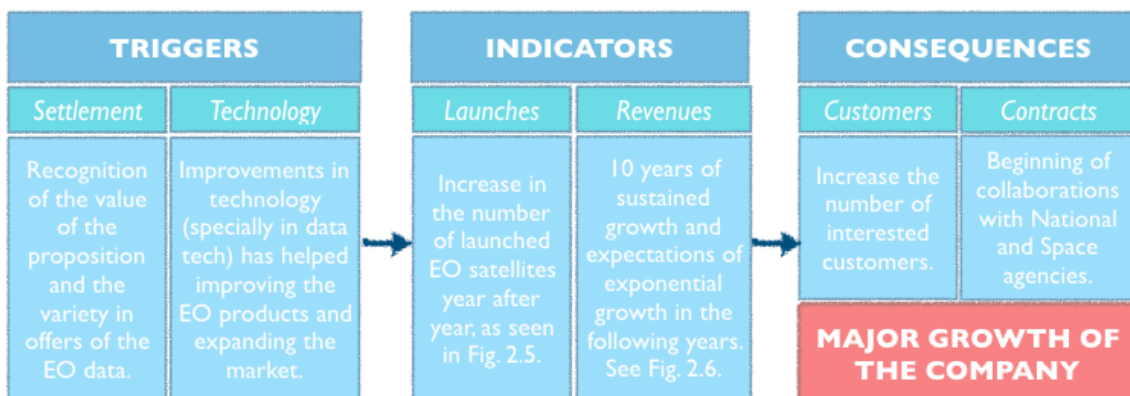 TRIGGERS
Settlement
Technology
Recognition
of the value
of the
proposition
and the
variety in
offers of the
EO data.
Improvements in
technology
(specially in data
tech) has helped
improving the
EO products and
expanding the
market.
INDICATORS
Launches
Revenues
Increase in
the number
of launched
EO satellites
year after
year, as seen
in Fig. 2.5.
10 years of
sustained
growth and
expectations of
exponential
growth in the
following years.
See Fig. 2.6.
CONSEQUENCES
Customers
Contracts
Increase the
number of
interested
customers.
Beginning of
collaborations
with National
and Space
agencies.
MAJOR GROWTH OF
THE COMPANY